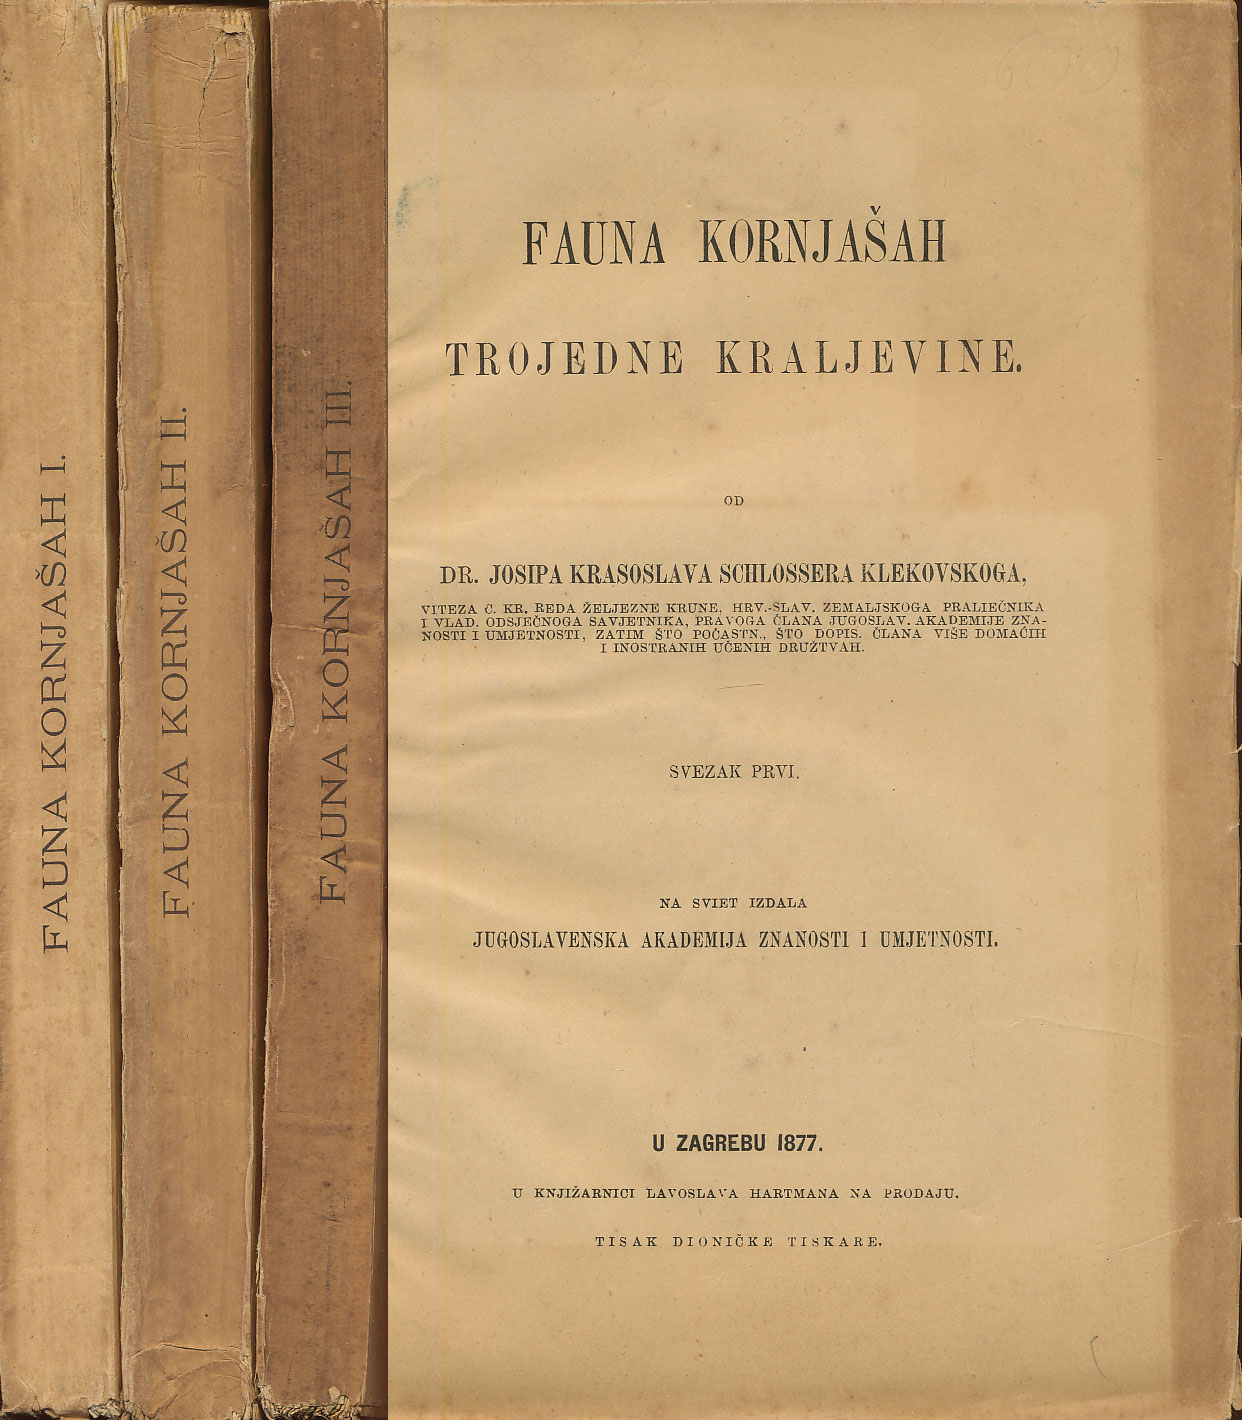 FAUNA KORNJAŠAH I.
FAUNA KORNJAŠAH II.
FAUNA KORNJAŠAH III.
FAUNA KORNJAŠAH
TROJEDNE KRALJEVINE.
OD
DR. JOSIPA KRASOSLAVA SCHLOSSERA KLEKOVSKOGA,
VITEZA C. KR. REDA ŽELJEZNE KRUNE, HRV.-SLAV. ZEMALJSKOGA PRALIEČNIKA
I VLAD. ODSJEČNOGA SAVJETNIKA, PRAVOGA ČLANA JUGOSLAV. AKADEMIJE ZNA-
NOSTI I UMJETNOSTI, ZATIM ŠTO POČASTN., ŠTO DOPIS. ČLANA VIŠE DOMAĆIH
I INOSTRANIH UČENIH DRUŽTVAH.
SVEZAK PRVI.
NA SVIET IZDALA
JUGOSLAVENSKA AKADEMIJA ZNANOSTI I UMJETNOSTI.
U ZAGREBU 1877.
U KNJIŽARNICI LAVOSLAVA HARTMANA NA PRODAJU.
TISAK DIONIČKE TISKARE.